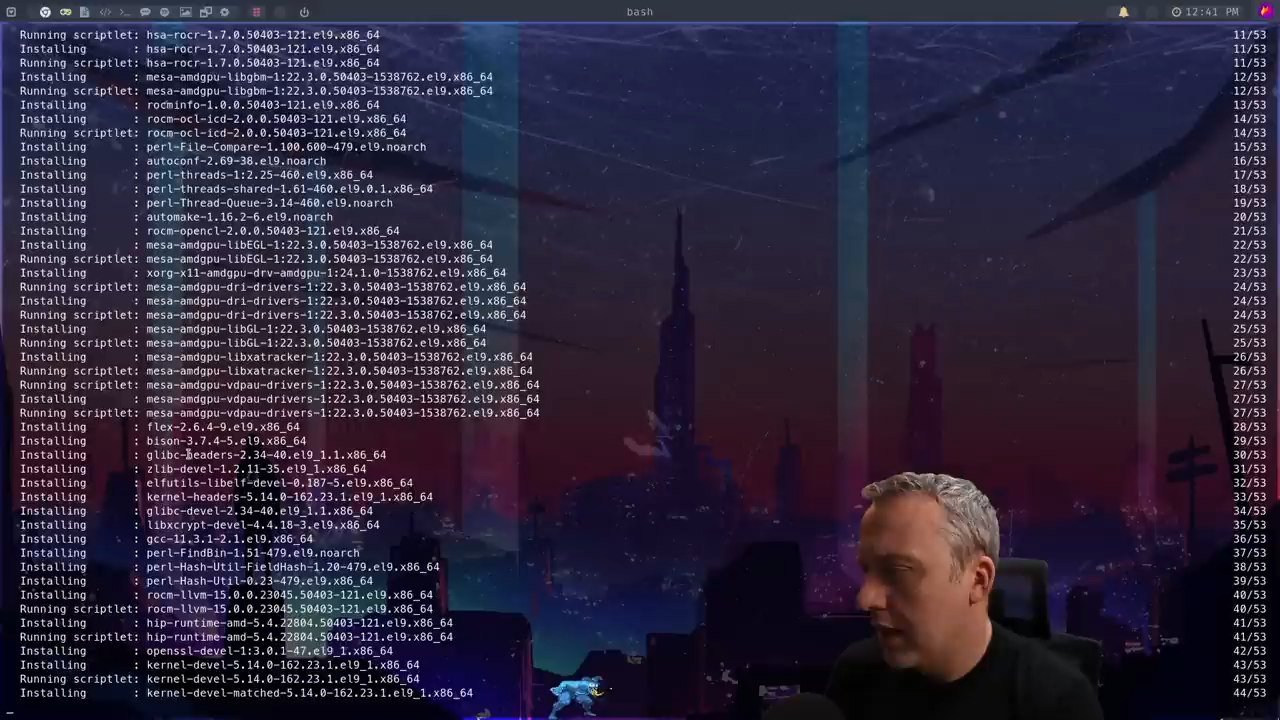 bash
12:41 PM
Running scriptlet: hsa-rocr-1.7.0.50403-121.el9.x86_64 11/53
Installing : hsa-rocr-1.7.0.50403-121.el9.x86_64 11/53
Running scriptlet: hsa-rocr-1.7.0.50403-121.el9.x86_64 11/53
Installing : mesa-amdgpu-libgbm-1:22.3.0.50403-1538762.el9.x86_64 12/53
Running scriptlet: mesa-amdgpu-libgbm-1:22.3.0.50403-1538762.el9.x86_64 12/53
Installing : rocminfo-1.0.0.50403-121.el9.x86_64 13/53
Installing : rocm-ocl-icd-2.0.0.50403-121.el9.x86_64 14/53
Running scriptlet: rocm-ocl-icd-2.0.0.50403-121.el9.x86_64 14/53
Installing : perl-File-Compare-1.100.600-479.el9.noarch 15/53
Installing : autoconf-2.69-38.el9.noarch 16/53
Installing : perl-threads-1:2.25-460.el9.x86_64 17/53
Installing : perl-threads-shared-1.61-460.el9.0.1.x86_64 18/53
Installing : perl-Thread-Queue-3.14-460.el9.noarch 19/53
Installing : automake-1.16.2-6.el9.noarch 20/53
Installing : rocm-opencl-2.0.0.50403-121.el9.x86_64 21/53
Installing : mesa-amdgpu-libEGL-1:22.3.0.50403-1538762.el9.x86_64 22/53
Running scriptlet: mesa-amdgpu-libEGL-1:22.3.0.50403-1538762.el9.x86_64 22/53
Installing : xorg-x11-amdgpu-drv-amdgpu-1:24.1.0-1538762.el9.x86_64 23/53
Running scriptlet: mesa-amdgpu-dri-drivers-1:22.3.0.50403-1538762.el9.x86_64 24/53
Installing : mesa-amdgpu-dri-drivers-1:22.3.0.50403-1538762.el9.x86_64 24/53
Running scriptlet: mesa-amdgpu-dri-drivers-1:22.3.0.50403-1538762.el9.x86_64 24/53
Installing : mesa-amdgpu-libGL-1:22.3.0.50403-1538762.el9.x86_64 25/53
Running scriptlet: mesa-amdgpu-libGL-1:22.3.0.50403-1538762.el9.x86_64 25/53
Installing : mesa-amdgpu-libxatracker-1:22.3.0.50403-1538762.el9.x86_64 26/53
Running scriptlet: mesa-amdgpu-libxatracker-1:22.3.0.50403-1538762.el9.x86_64 26/53
Running scriptlet: mesa-amdgpu-vdpau-drivers-1:22.3.0.50403-1538762.el9.x86_64 27/53
Installing : mesa-amdgpu-vdpau-drivers-1:22.3.0.50403-1538762.el9.x86_64 27/53
Running scriptlet: mesa-amdgpu-vdpau-drivers-1:22.3.0.50403-1538762.el9.x86_64 27/53
Installing : flex-2.6.4-9.el9.x86_64 28/53
Installing : bison-3.7.4-5.el9.x86_64 29/53
Installing : glibc-headers-2.34-40.el9_1.1.x86_64 30/53
Installing : zlib-devel-1.2.11-35.el9_1.x86_64 31/53
Installing : elfutils-libelf-devel-0.187-5.el9.x86_64 32/53
Installing : kernel-headers-5.14.0-162.23.1.el9_1.x86_64 33/53
Installing : glibc-devel-2.34-40.el9_1.1.x86_64 34/53
Installing : libxcrypt-devel-4.4.18-3.el9.x86_64 35/53
Installing : gcc-11.3.1-2.1.el9.x86_64 36/53
Installing : perl-FindBin-1.51-479.el9.noarch 37/53
Installing : perl-Hash-Util-FieldHash-1.20-479.el9.x86_64 38/53
Installing : perl-Hash-Util-0.23-479.el9.x86_64 39/53
Installing : rocm-llvm-15.0.0.23045.50403-121.el9.x86_64 40/53
Running scriptlet: rocm-llvm-15.0.0.23045.50403-121.el9.x86_64 40/53
Installing : hip-runtime-amd-5.4.22804.50403-121.el9.x86_64 41/53
Running scriptlet: hip-runtime-amd-5.4.22804.50403-121.el9.x86_64 41/53
Installing : openssl-devel-1:3.0.1-47.el9_1.x86_64 42/53
Installing : kernel-devel-5.14.0-162.23.1.el9_1.x86_64 43/53
Running scriptlet: kernel-devel-5.14.0-162.23.1.el9_1.x86_64 43/53
Installing : kernel-devel-matched-5.14.0-162.23.1.el9_1.x86_64 44/53